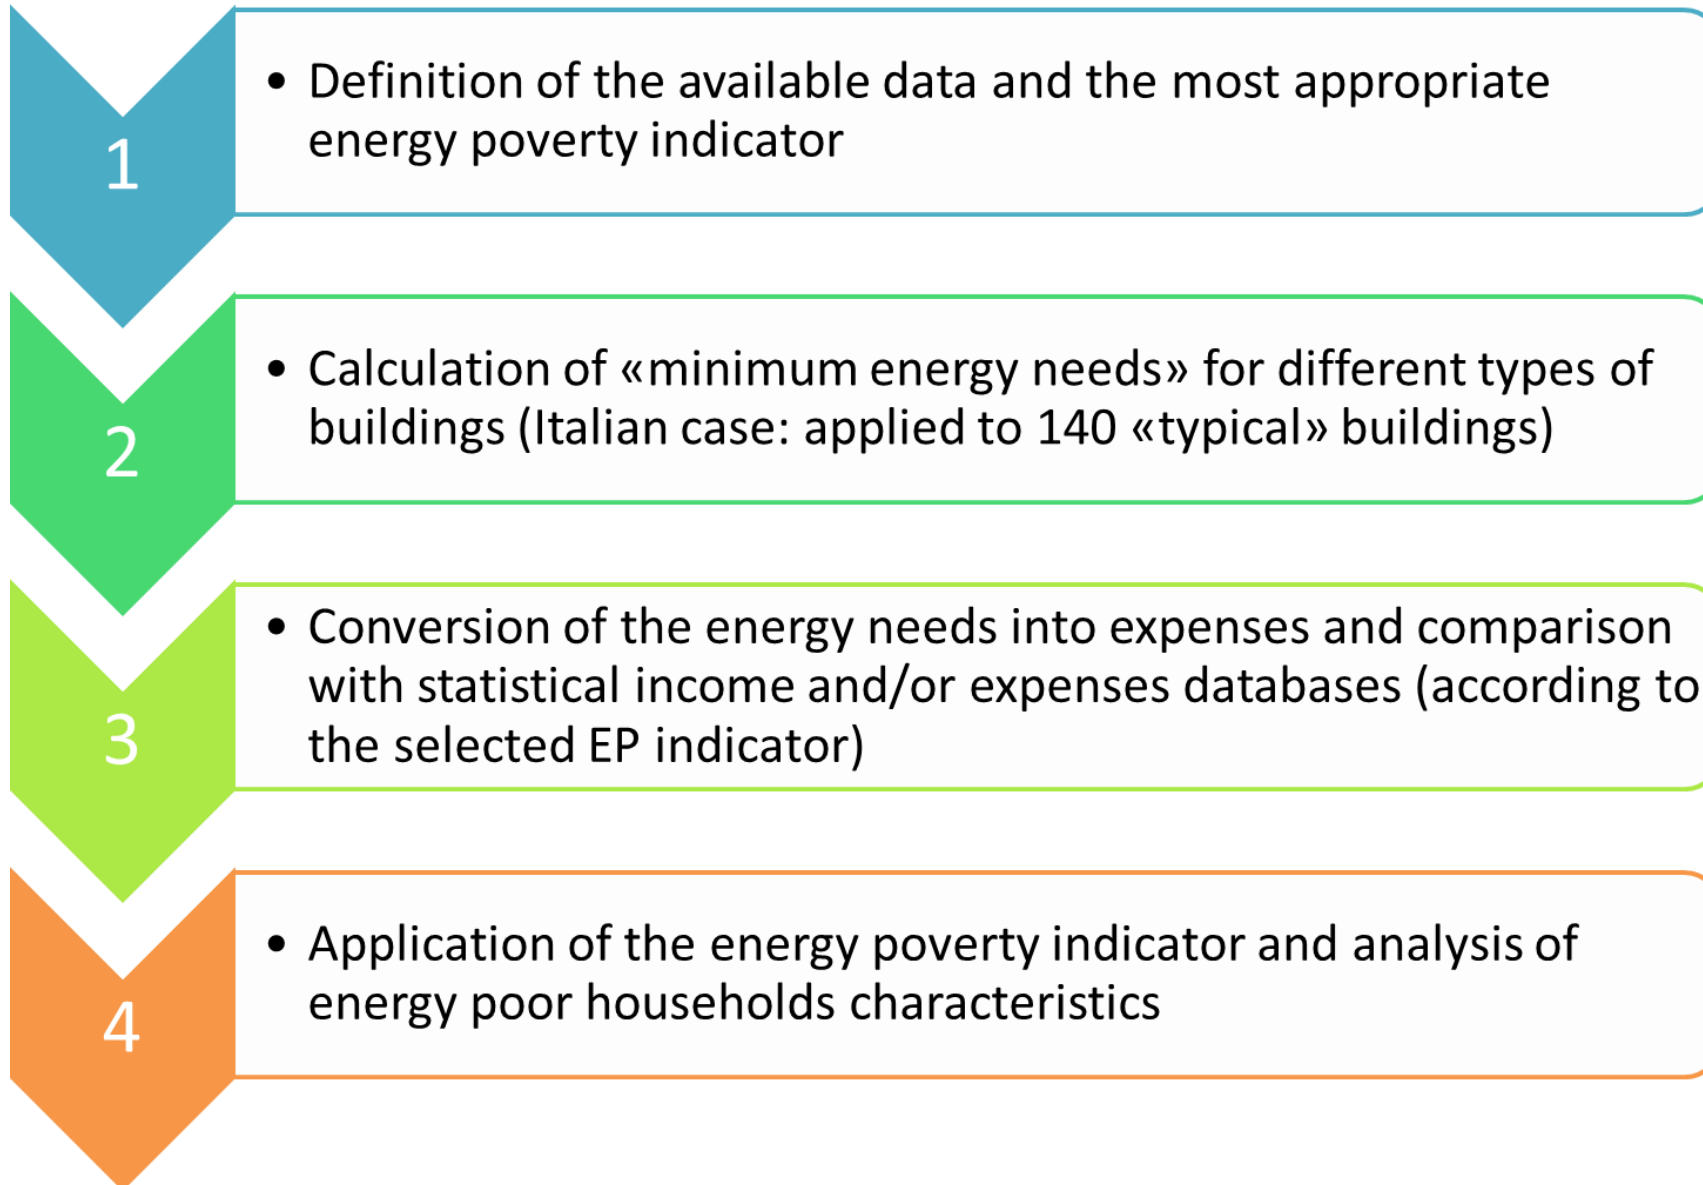 1
• Definition of the available data and the most appropriate
energy poverty indicator
2
• Calculation of «minimum energy needs» for different types of
buildings (Italian case: applied to 140 «typical» buildings)
3
• Conversion of the energy needs into expenses and comparison
with statistical income and/or expenses databases (according to
the selected EP indicator)
4
• Application of the energy poverty indicator and analysis of
energy poor households characteristics